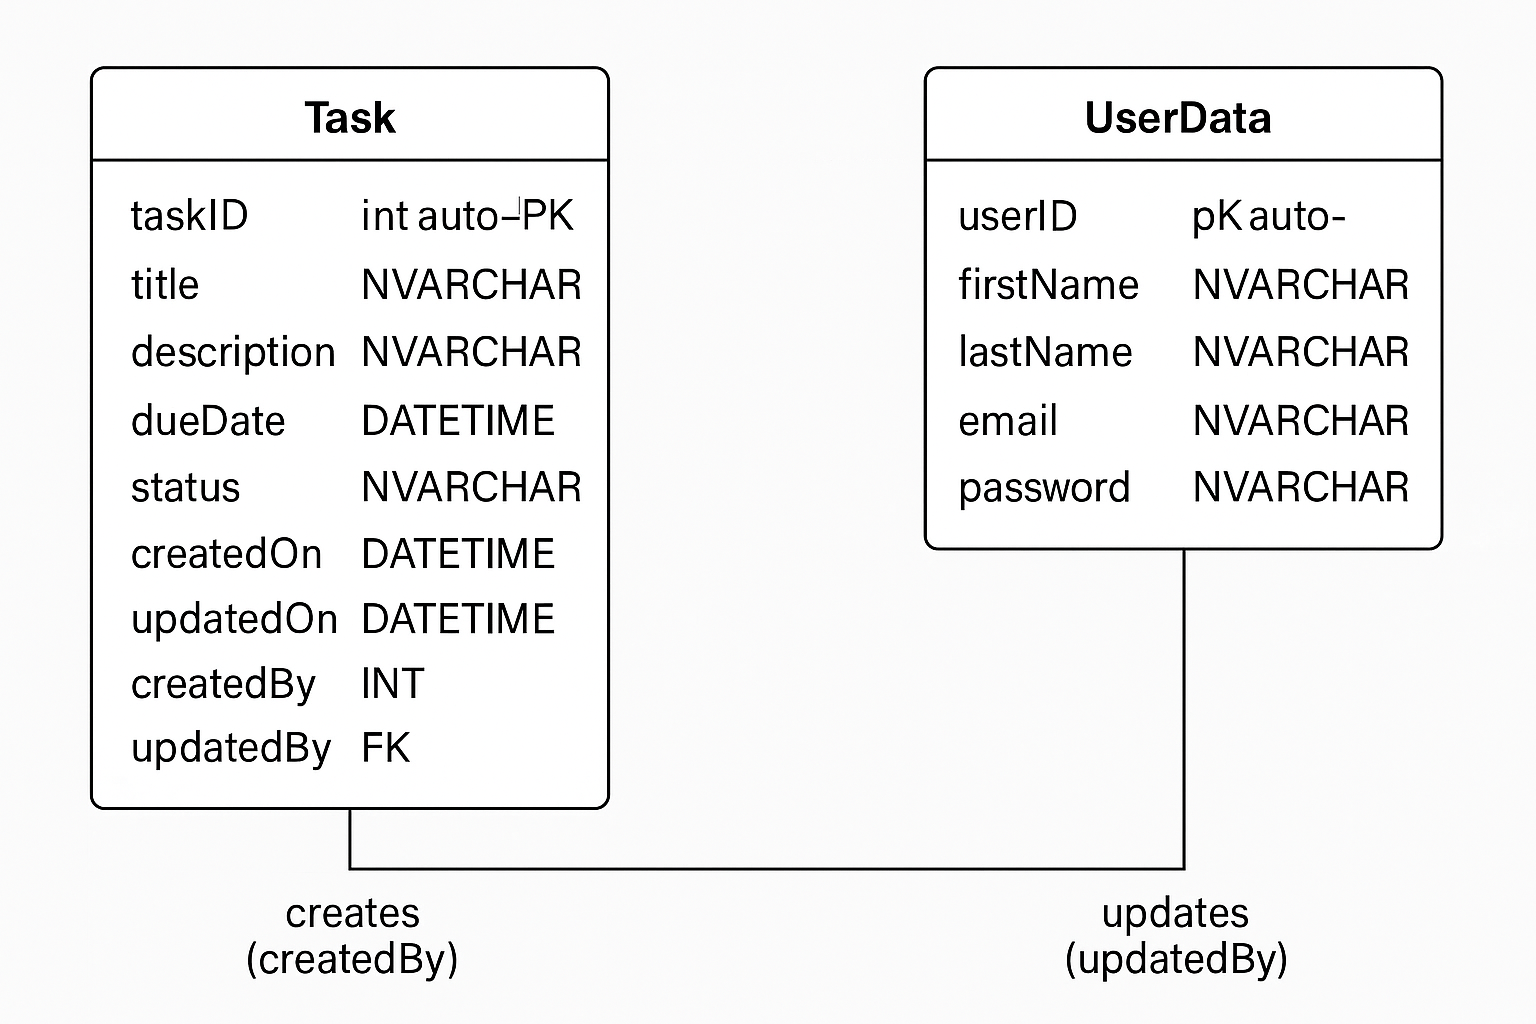 Task
taskID int auto-PK
title NVARCHAR
description NVARCHAR
dueDate DATETIME
status NVARCHAR
createdOn DATETIME
updatedOn DATETIME
createdBy INT
updatedBy FK
UserData
userID pK auto-
firstName NVARCHAR
lastName NVARCHAR
email NVARCHAR
password NVARCHAR
creates
(createdBy)
updates
(updatedBy)